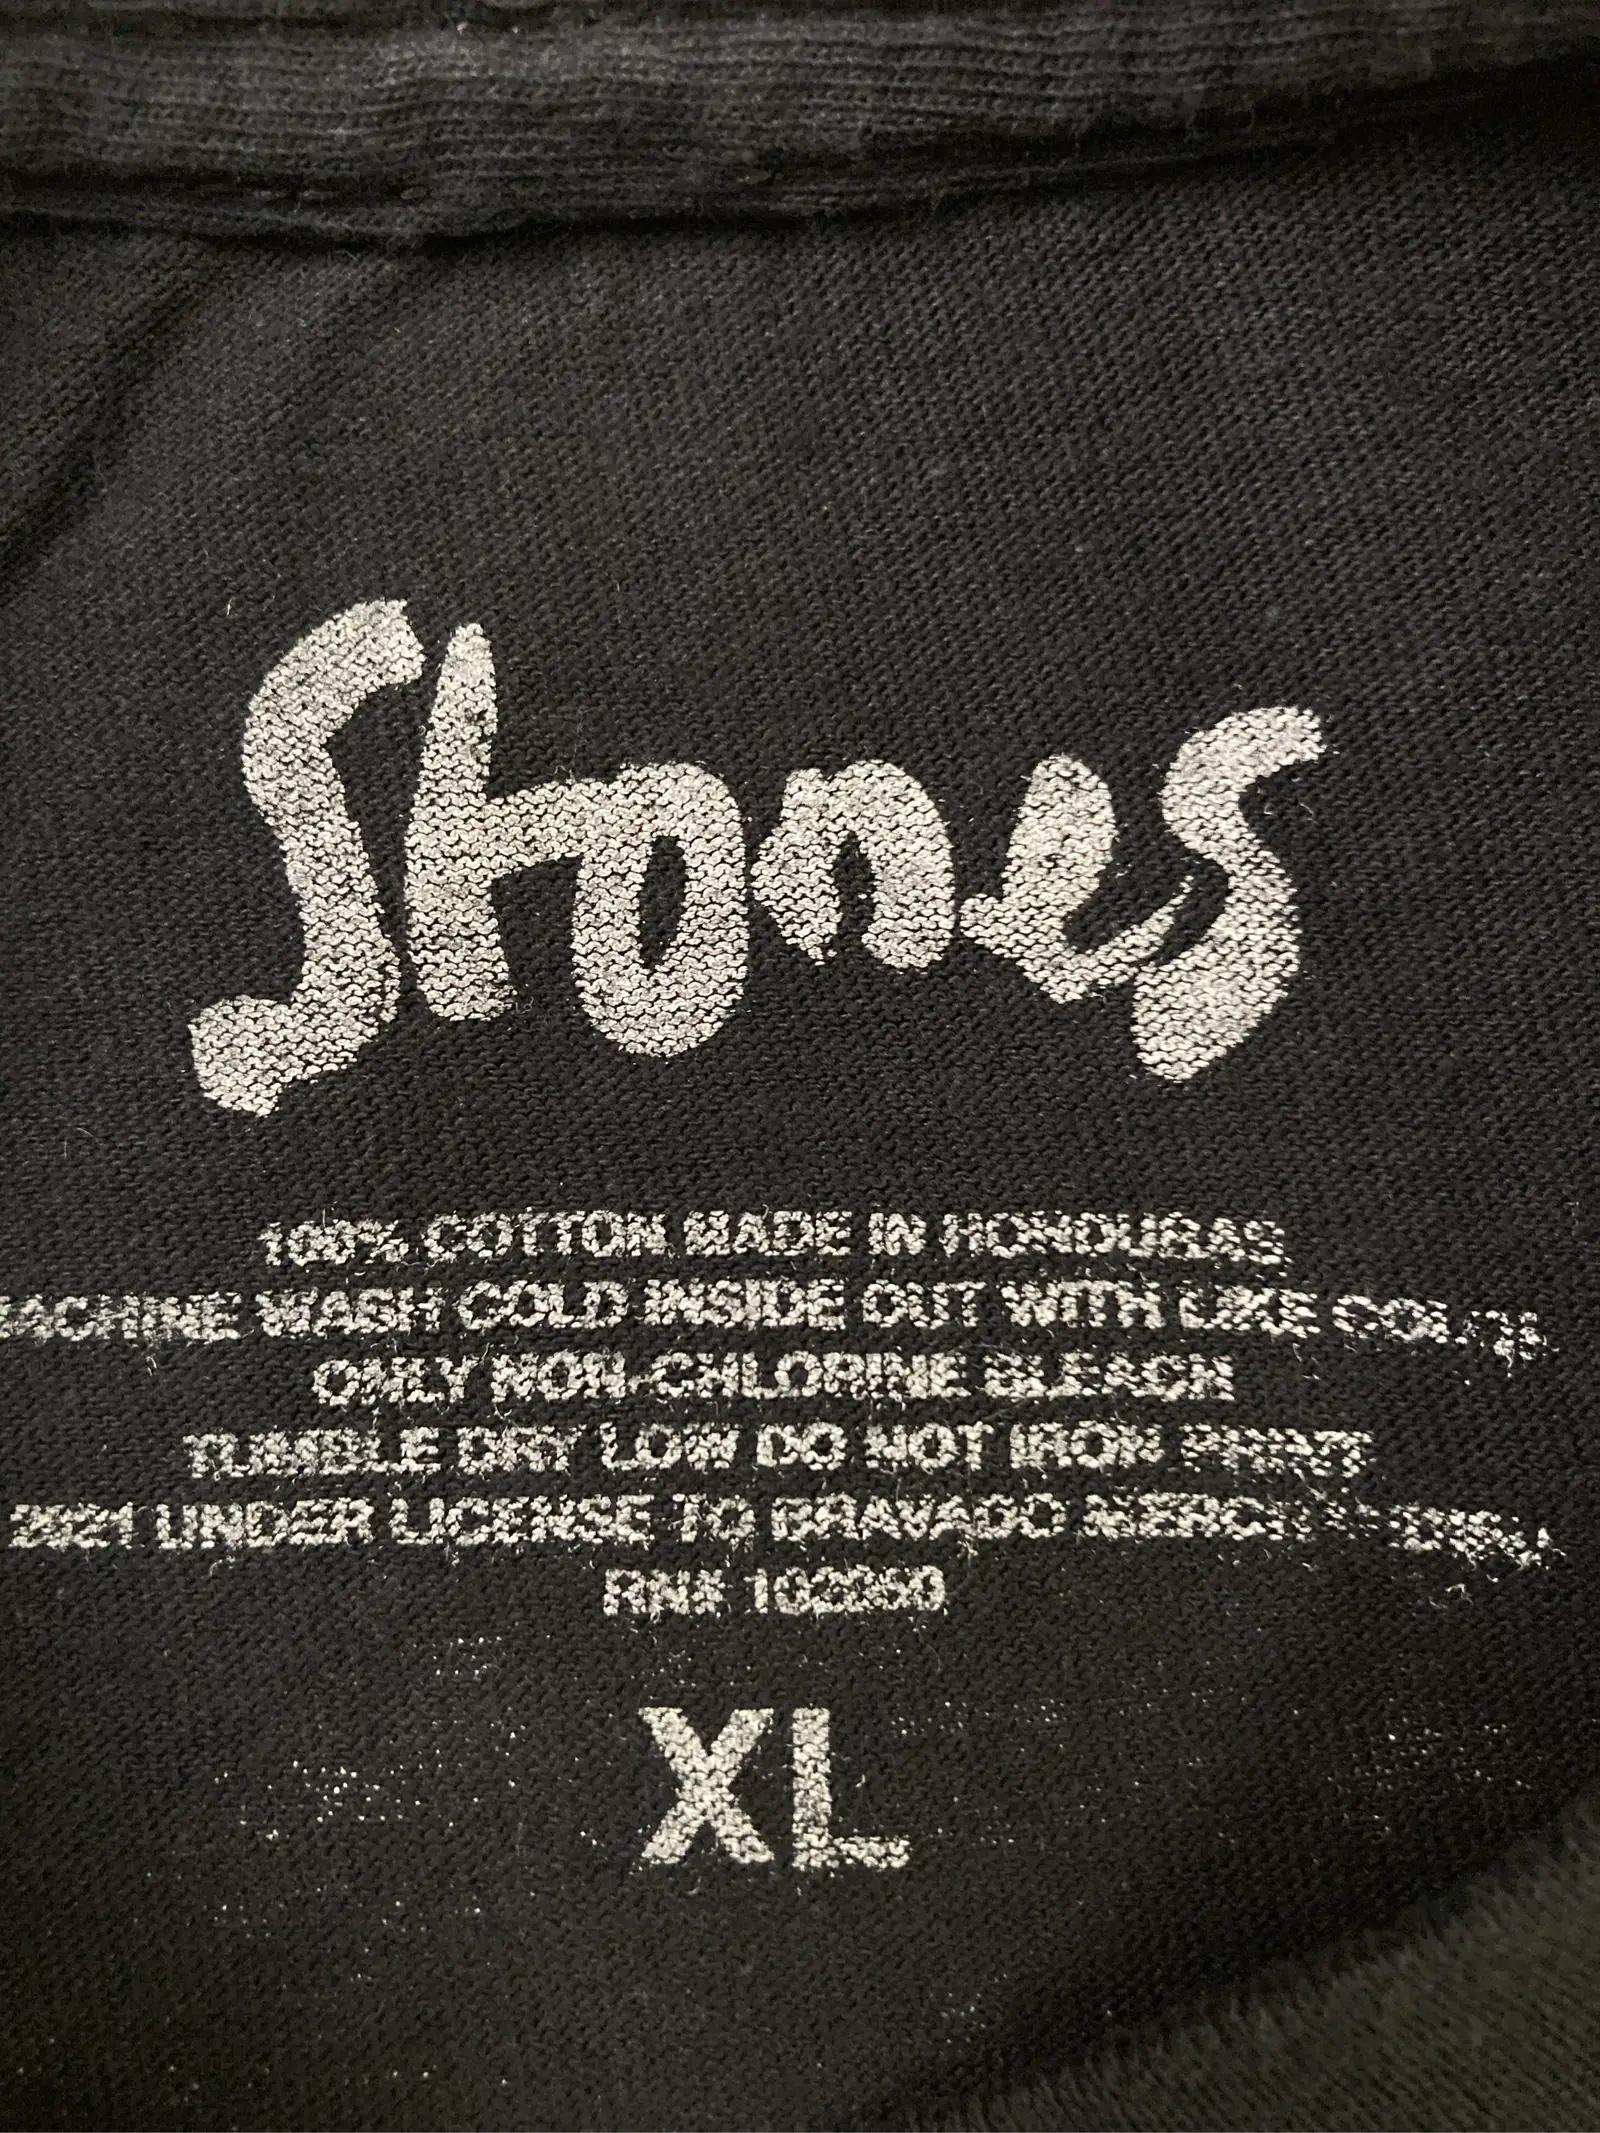 Stones
100% COTTON MADE IN HONDURAS
MACHINE WASH COLD INSIDE OUT WITH LIKE COLORS
ONLY NON-CHLORINE BLEACH
TUMBLE DRY LOW DO NOT IRON PRINT
2021 UNDER LICENSE TO BRAVADO
RN#
XL